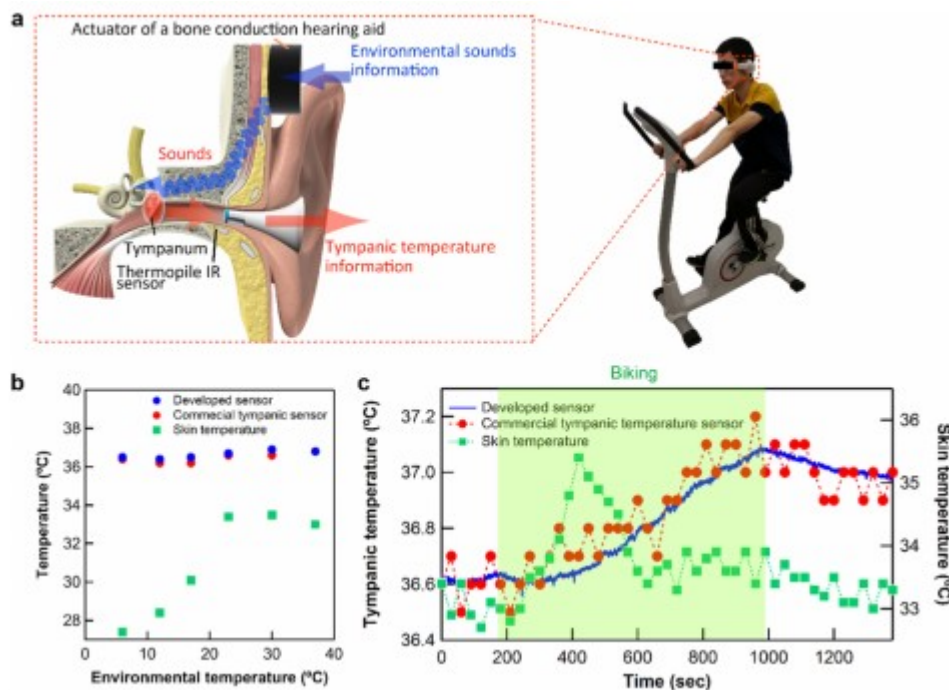 a
Actuator of a bone conduction hearing aid
Environmental sounds
information
Sounds
Tympanum
Thermopile IR
sensor
Tympanic temperature
information
b
40
38
36
34
32
30
28
Temperature (ºC)
Developed sensor
Commecial tympanic sensor
Skin temperature
0 10 20 30 40
Environmental temperature (ºC)
c
Biking
37.2
37.0
36.8
36.6
36.4
Tympanic temperature (ºC)
Developed sensor
Commercial tympanic temperature sensor
Skin temperature
36
35
34
33
Skin temperature (ºC)
0 200 400 600 800 1000 1200
Time (sec)